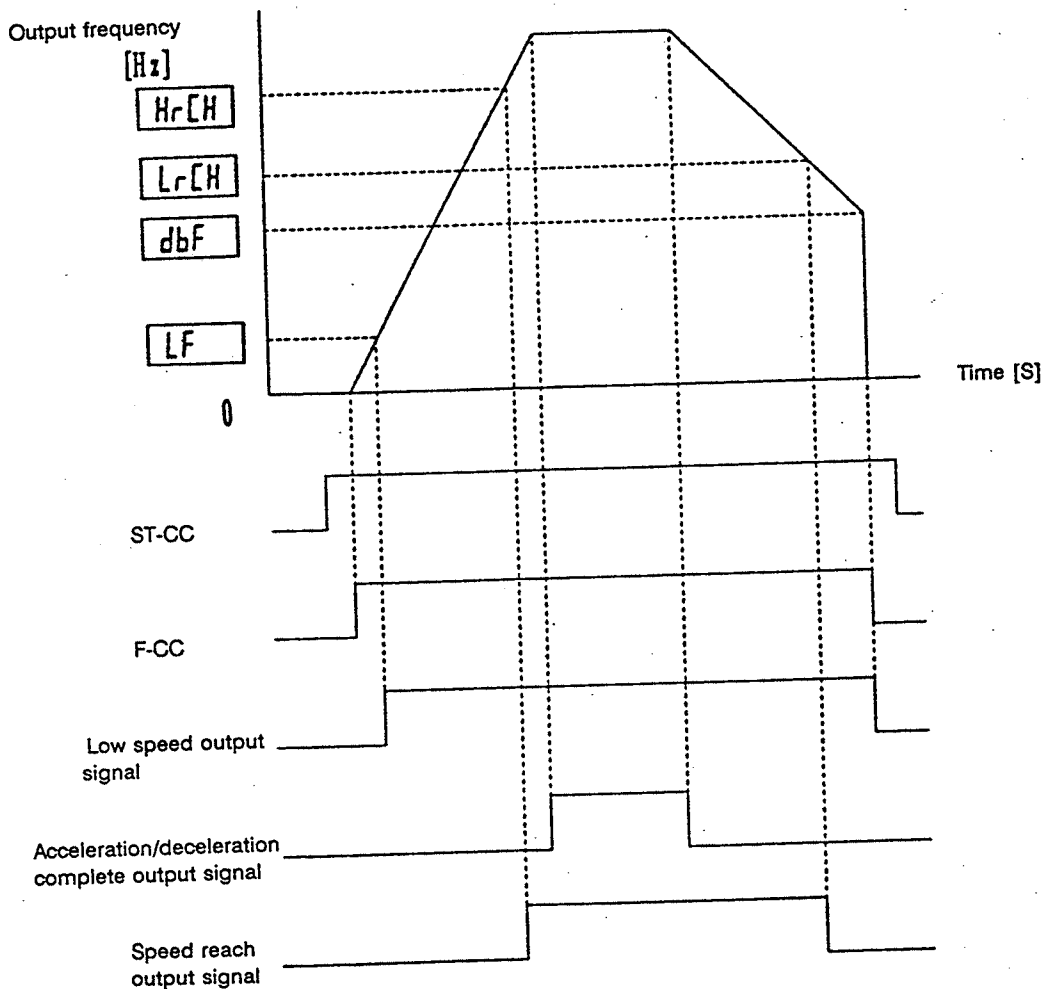 Output frequency
[Hz]
HrCH
LrCH
dbF
LF
0
Time [S]
ST-CC
F-CC
Low speed output
signal
Acceleration/deceleration
complete output signal
Speed reach
output signal